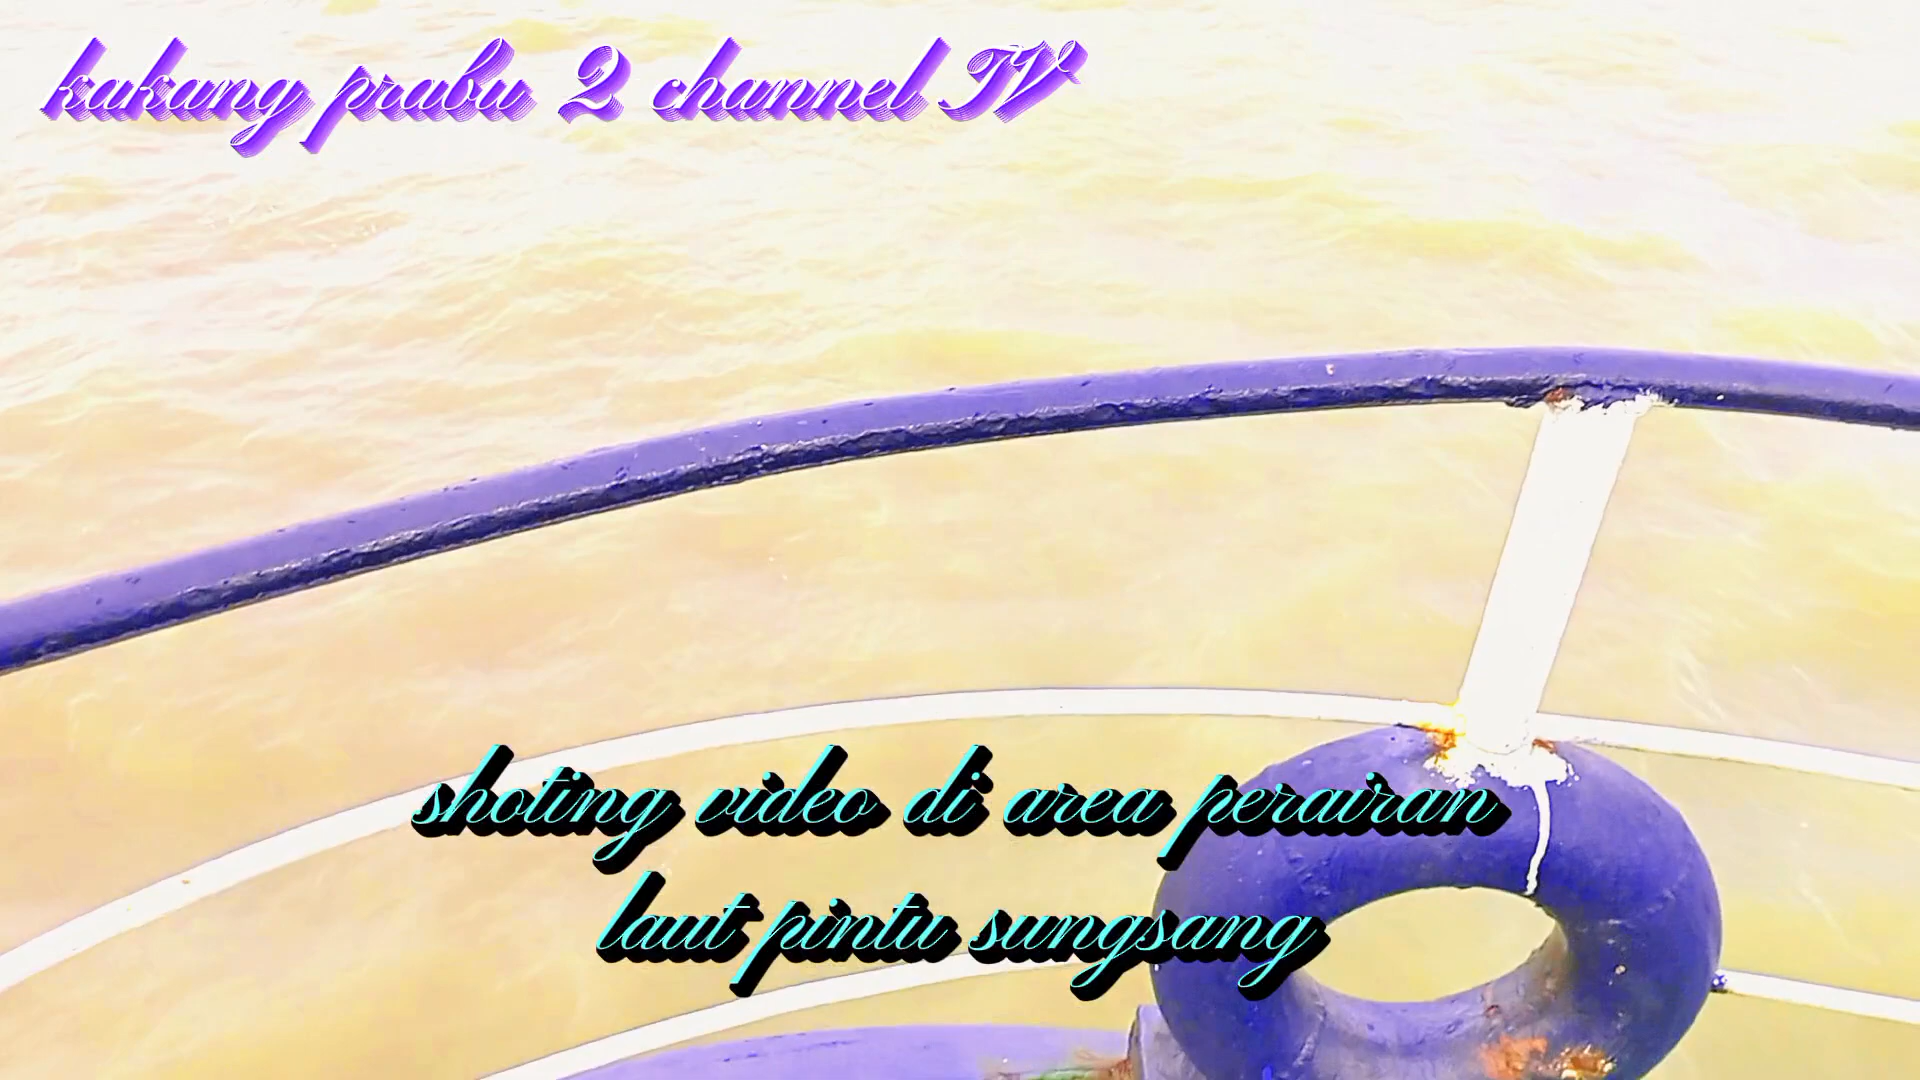 kakang prabu 2 channel TV
shoting video di area perairan
laut pintu sungsang